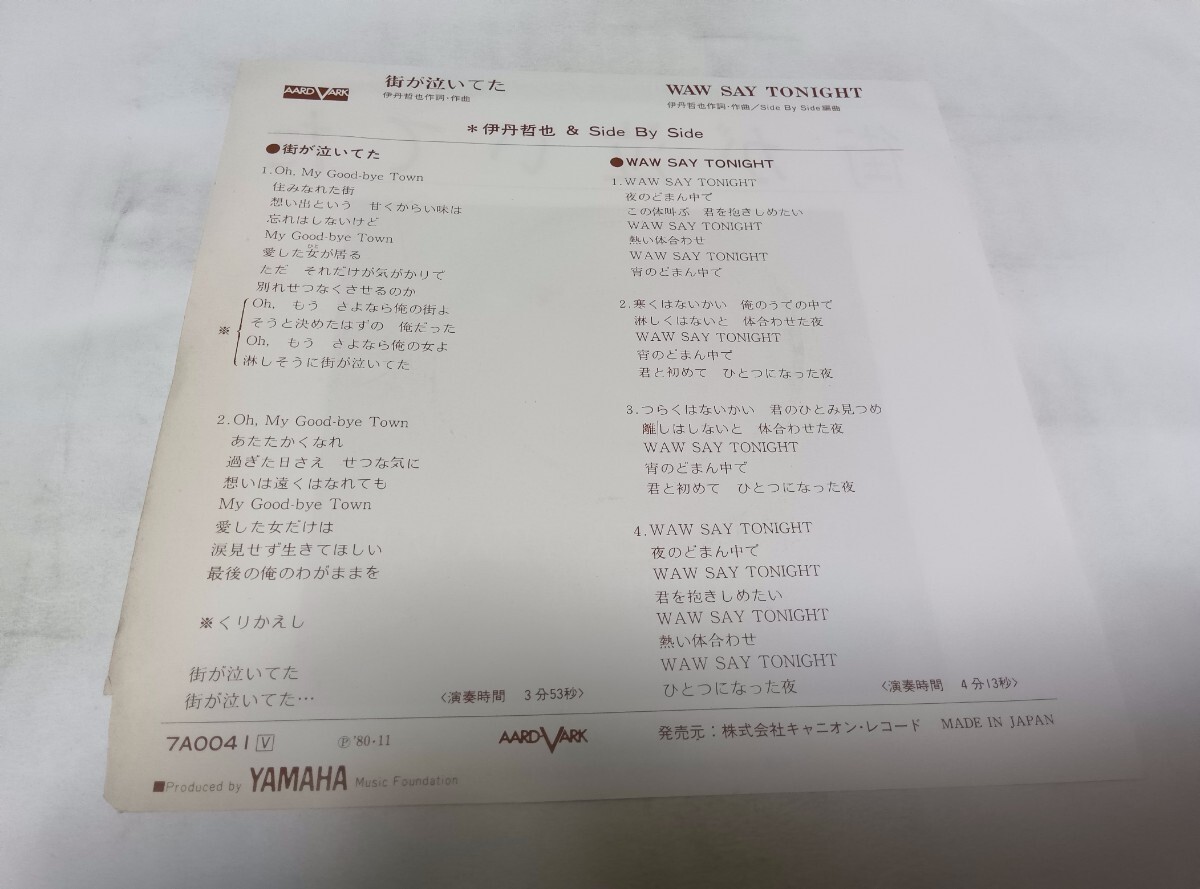 AARDVARK
街が泣いてた
伊丹哲也作詞・作曲
WAW SAY TONIGHT
伊丹哲也作詞・作曲/Side By Side編曲
*伊丹哲也 & Side By Side
●街が泣いてた
1.Oh, My Good-bye Town
住みなれた街
想い出という 甘くからい味は
忘れはしないけど
My Good-bye Town
愛した女が居る
ひと
ただ それだけが気がかりで
別れせつなくさせるのか
※
Oh, もう さよなら俺の街よ
そうと決めたはずの 俺だった
Oh, もう さよなら俺の女よ
淋しそうに街が泣いてた
2.Oh, My Good-bye Town
あたたかくなれ
過ぎた日さえ せつな気に
想いは遠くはなれても
My Good-bye Town
愛した女だけは
涙見せず生きてほしい
最後の俺のわがままを
※くりかえし
街が泣いてた
街が泣いてた…
〈演奏時間 3分53秒〉
●WAW SAY TONIGHT
1.WAW SAY TONIGHT
夜のどまん中で
この体叫ぶ 君を抱きしめたい
WAW SAY TONIGHT
熱い体合わせ
WAW SAY TONIGHT
宵のどまん中で
2.寒くはないかい 俺のうでの中で
淋しくはないと 体合わせた夜
WAW SAY TONIGHT
宵のどまん中で
君と初めて ひとつになった夜
3.つらくはないかい 君のひとみ見つめ
離しはしないと 体合わせた夜
WAW SAY TONIGHT
宵のどまん中で
君と初めて ひとつになった夜
4.WAW SAY TONIGHT
夜のどまん中で
WAW SAY TONIGHT
君を抱きしめたい
WAW SAY TONIGHT
熱い体合わせ
WAW SAY TONIGHT
ひとつになった夜
〈演奏時間 4分13秒〉
7A0041 V
Ⓟ'80・11
AARDVARK
発売元:株式会社キャニオン・レコード MADE IN JAPAN
■Produced by YAMAHA Music Foundation